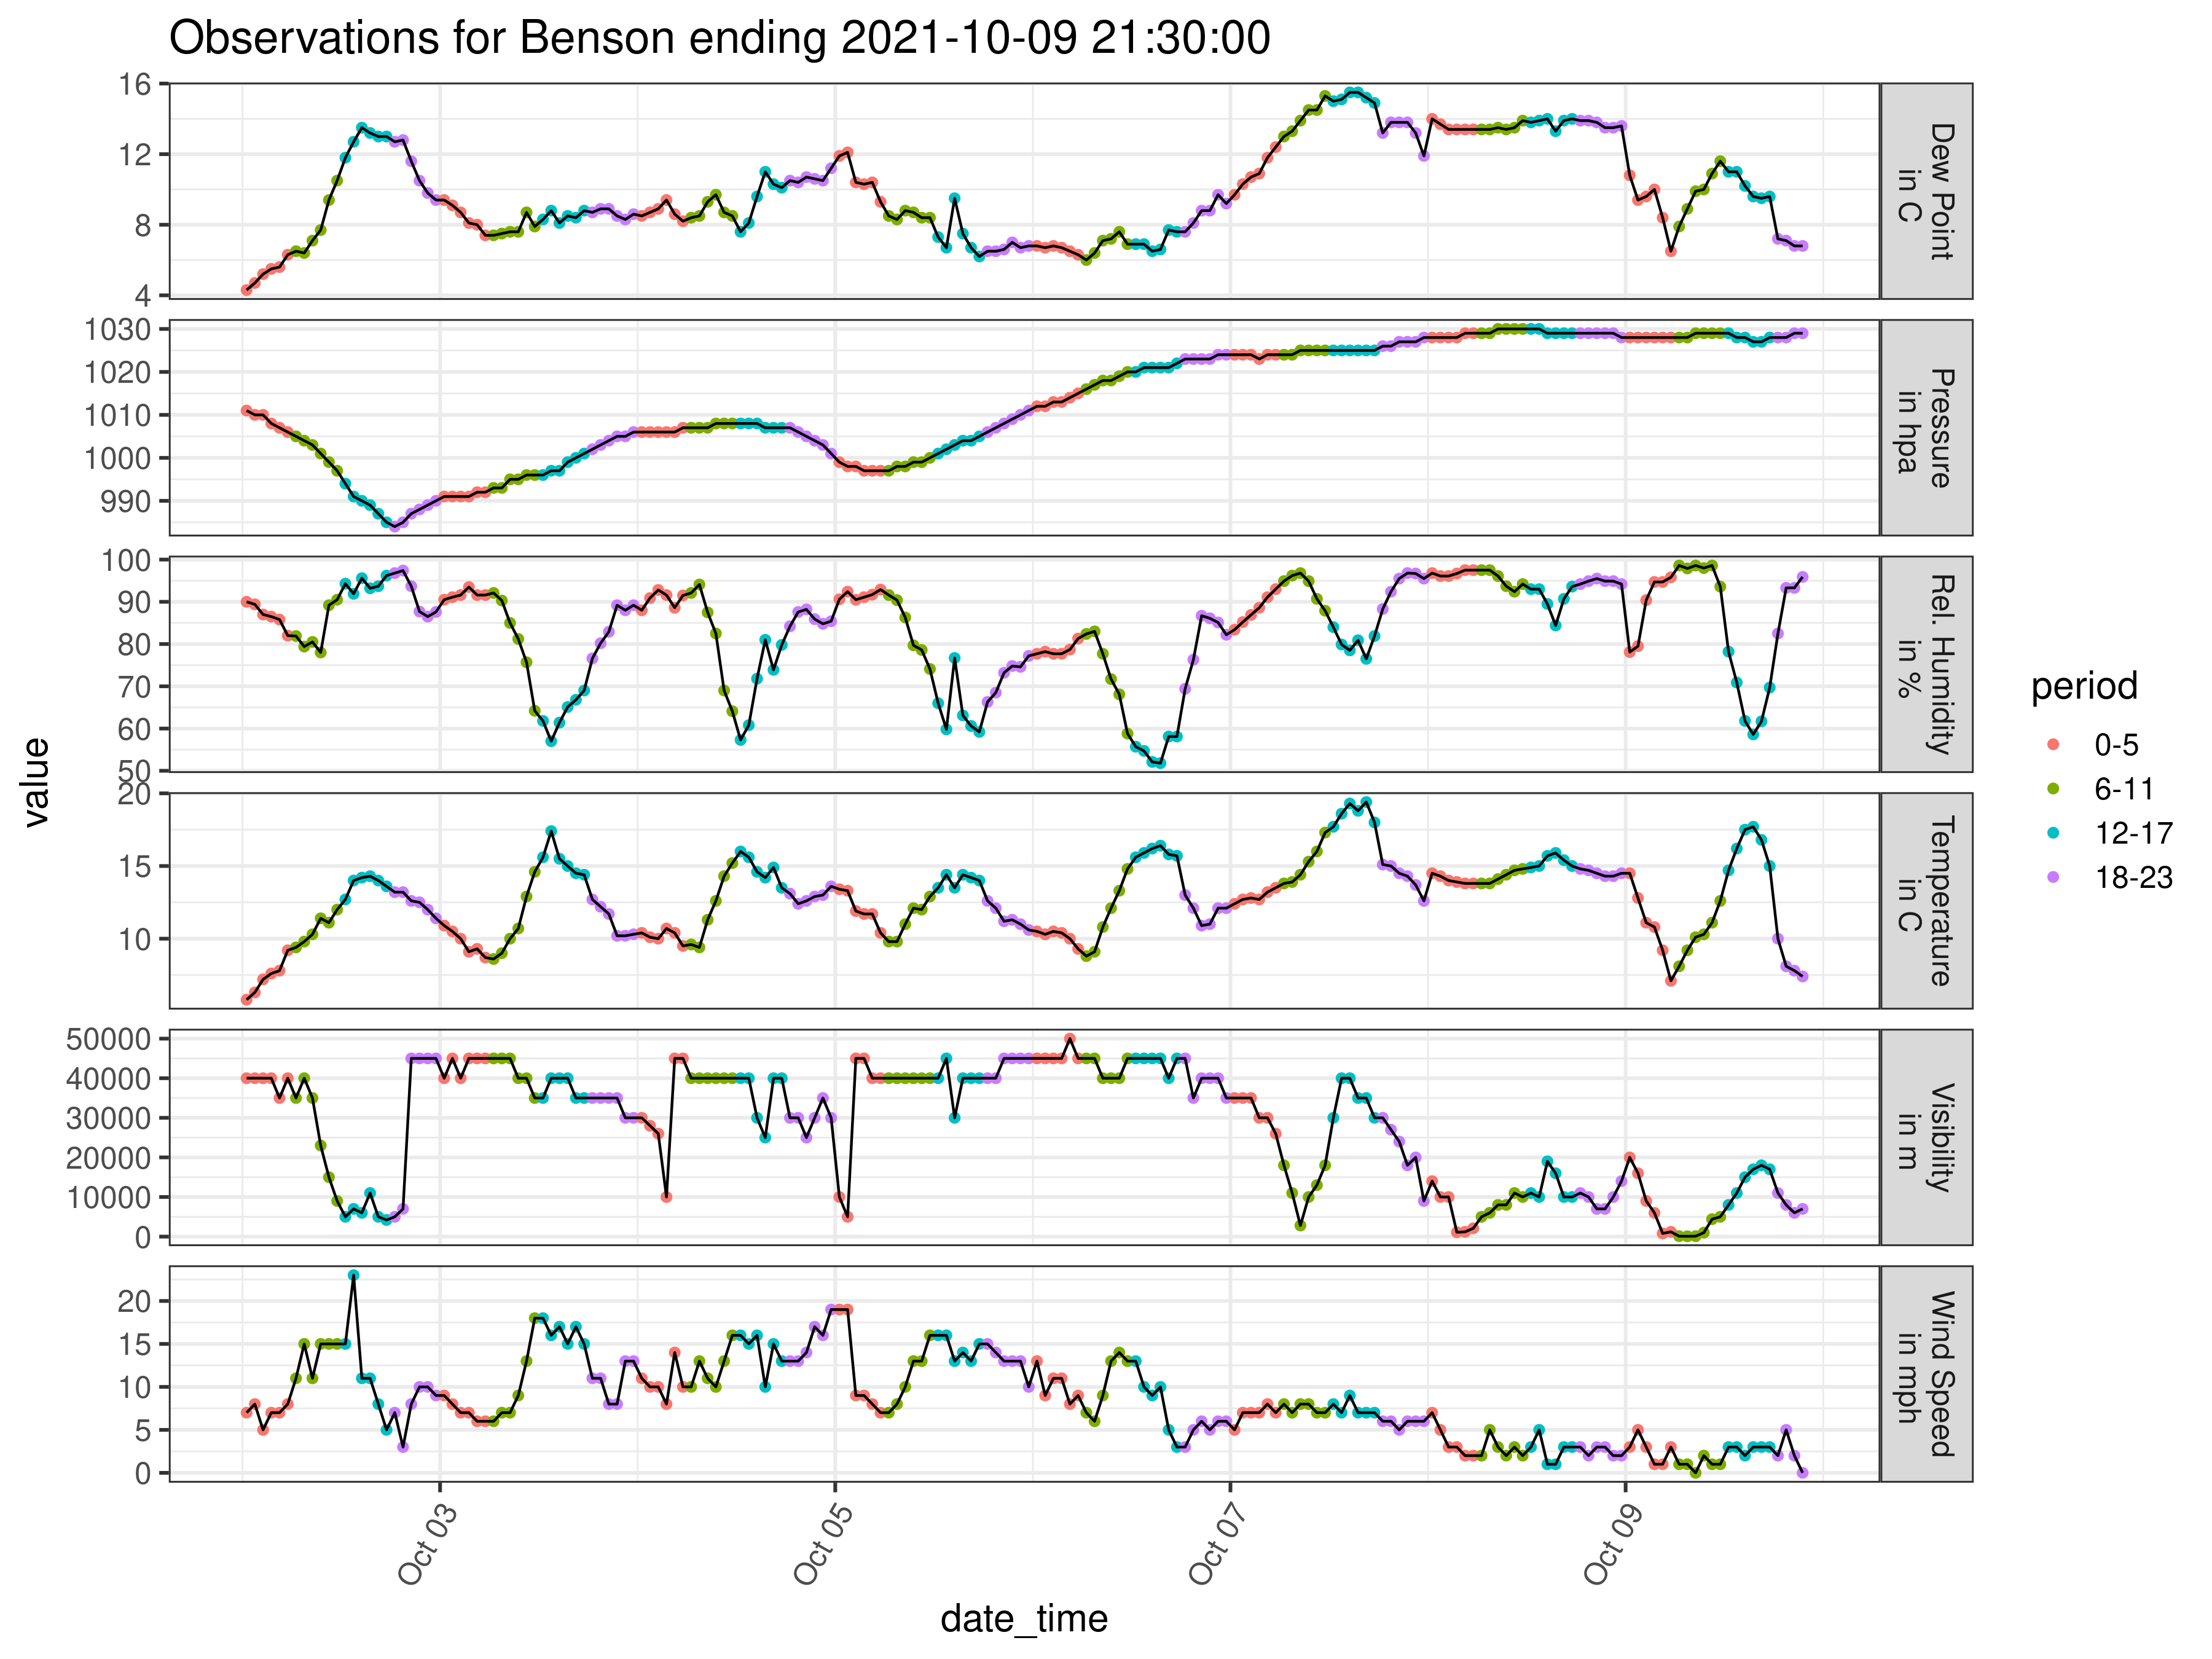 Observations for Benson ending 2021-10-09 21:30:00
16
12
8
4
Dew Point
in C
1030
1020
1010
1000
990
Pressure
in hpa
100
90
80
70
60
50
Rel. Humidity
in %
20
15
10
Temperature
in C
50000
40000
30000
20000
10000
0
Visibility
in m
20
15
10
5
0
Wind Speed
in mph
value
Oct 03
Oct 05
Oct 07
Oct 09
date_time
period
0-5
6-11
12-17
18-23